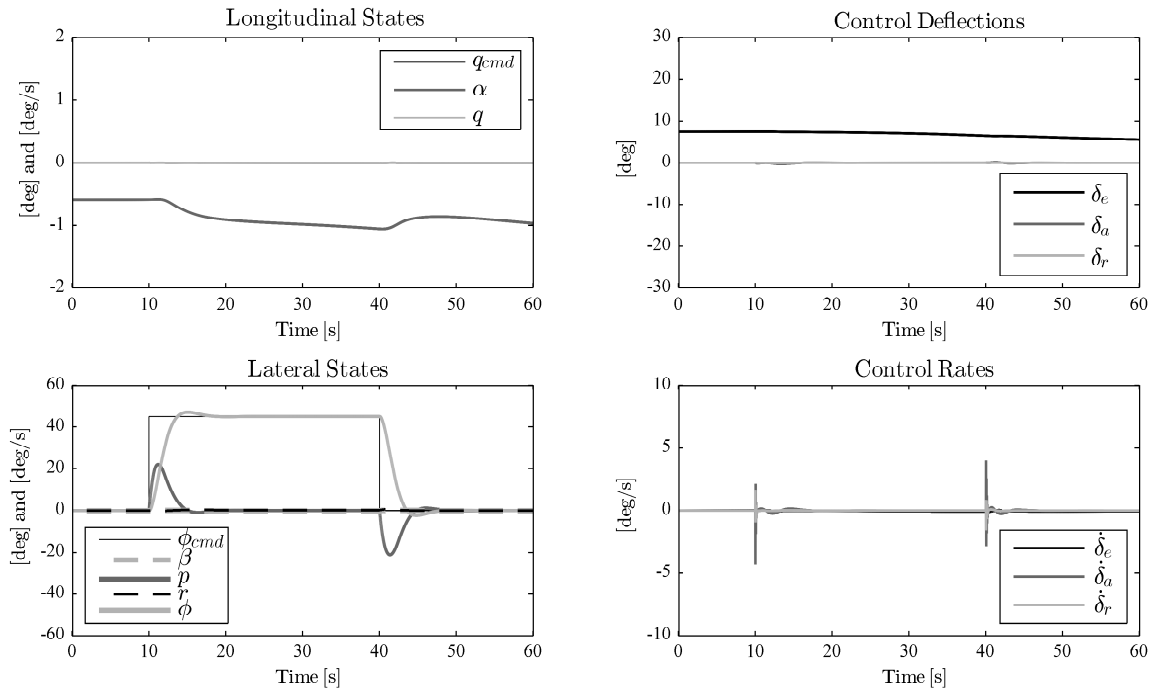 Longitudinal States
2
1
0
-1
-2
[deg] and [deg/s]
q_cmd
α
q
0 10 20 30 40 50 60
Time [s]
Control Deflections
30
20
10
0
-10
-20
-30
[deg]
δ_e
δ_a
δ_r
0 10 20 30 40 50 60
Time [s]
Lateral States
60
40
20
0
-20
-40
-60
[deg] and [deg/s]
ϕ_cmd
β
p
r
ϕ
0 10 20 30 40 50 60
Time [s]
Control Rates
10
5
0
-5
-10
[deg/s]
δ̇_e
δ̇_a
δ̇_r
0 10 20 30 40 50 60
Time [s]